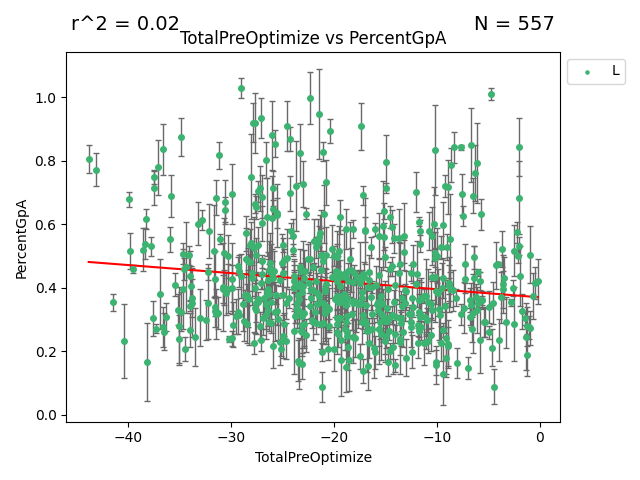 r^2 = 0.02
N = 557
TotalPreOptimize vs PercentGpA
L
1.0
0.8
0.6
0.4
0.2
0.0
PercentGpA
−40
−30
−20
−10
0
TotalPreOptimize